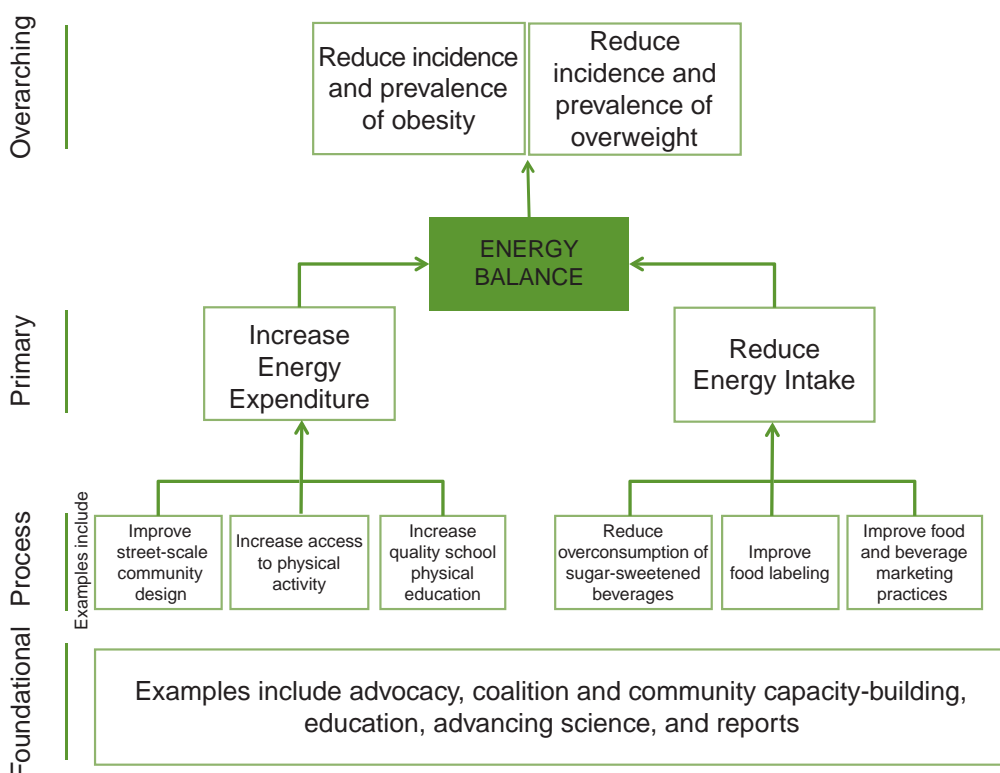 Overarching
Reduce incidence
and prevalence
of obesity
Reduce
incidence and
prevalence of
overweight
ENERGY
BALANCE
Primary
Increase
Energy
Expenditure
Reduce
Energy Intake
Process
Examples include
Improve
street-scale
community
design
Increase access
to physical
activity
Increase
quality school
physical
education
Reduce
overconsumption of
sugar-sweetened
beverages
Improve
food labeling
Improve food
and beverage
marketing
practices
Foundational
Examples include advocacy, coalition and community capacity-building,
education, advancing science, and reports